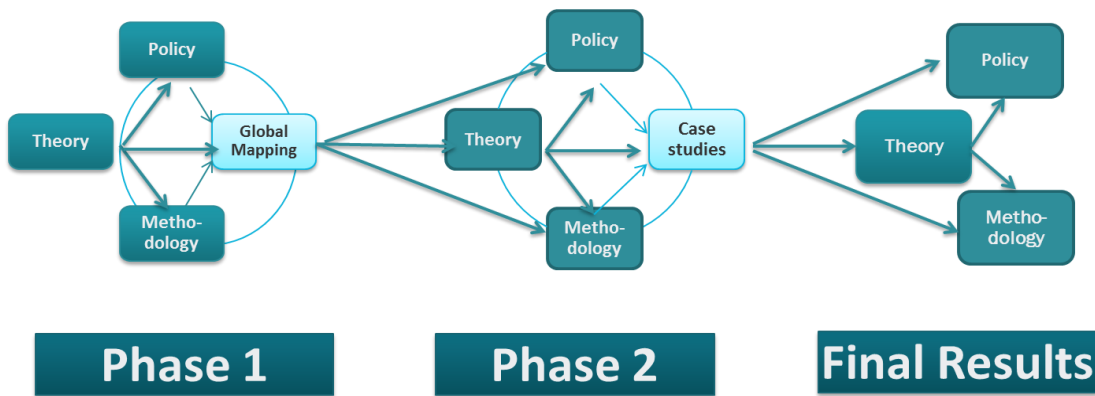 Policy
Theory
Global
Mapping
Metho-
dology
Policy
Theory
Case
studies
Metho-
dology
Policy
Theory
Metho-
dology
Phase 1
Phase 2
Final Results